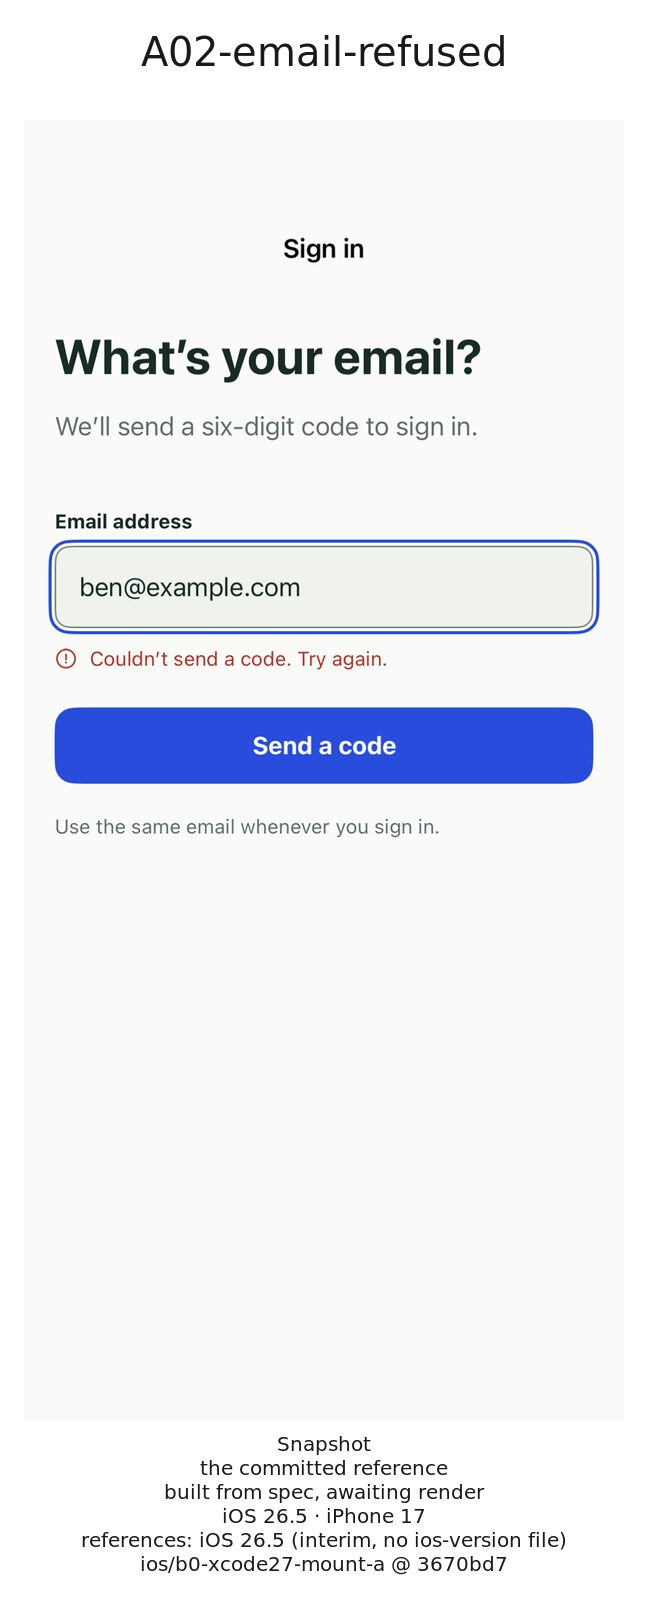 A02-email-refused
Sign in
What’s your email?
We’ll send a six-digit code to sign in.
Email address
ben@example.com
Couldn’t send a code. Try again.
Send a code
Use the same email whenever you sign in.
Snapshot
the committed reference
built from spec, awaiting render
iOS 26.5 · iPhone 17
references: iOS 26.5 (interim, no ios-version file)
ios/b0-xcode27-mount-a @ 3670bd7